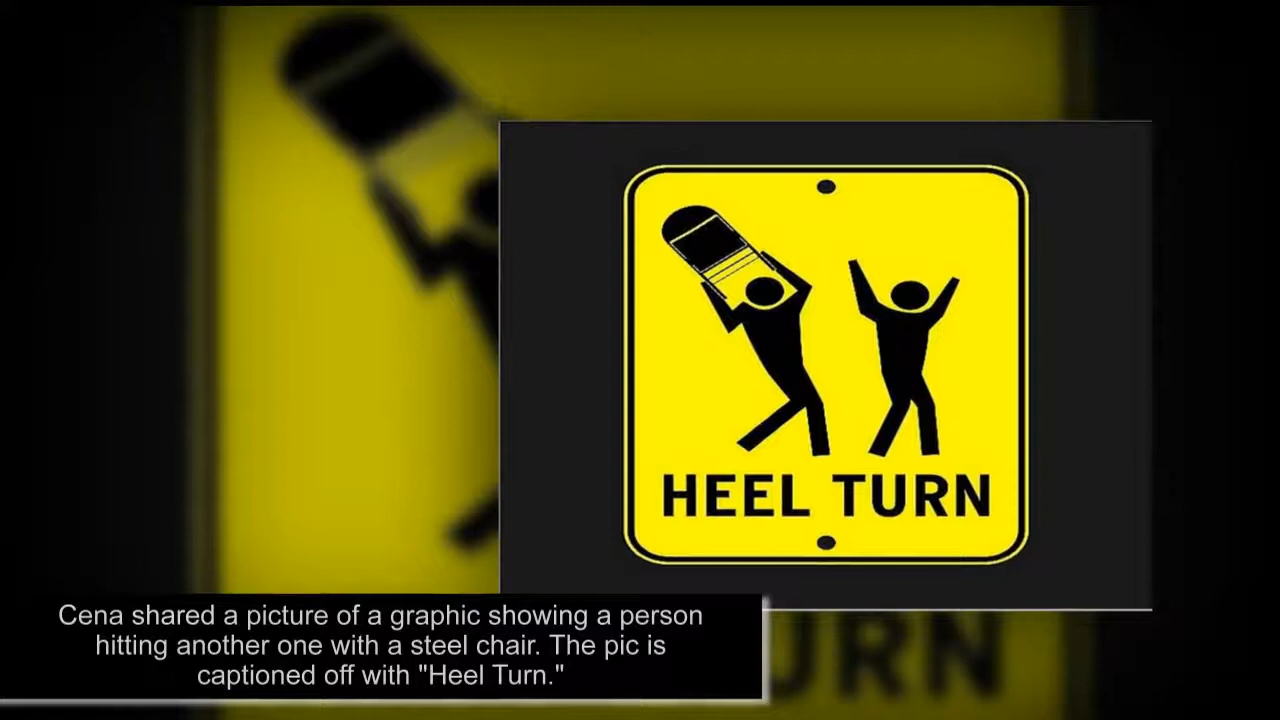 HEEL TURN
Cena shared a picture of a graphic showing a person
hitting another one with a steel chair. The pic is
captioned off with "Heel Turn."
URN